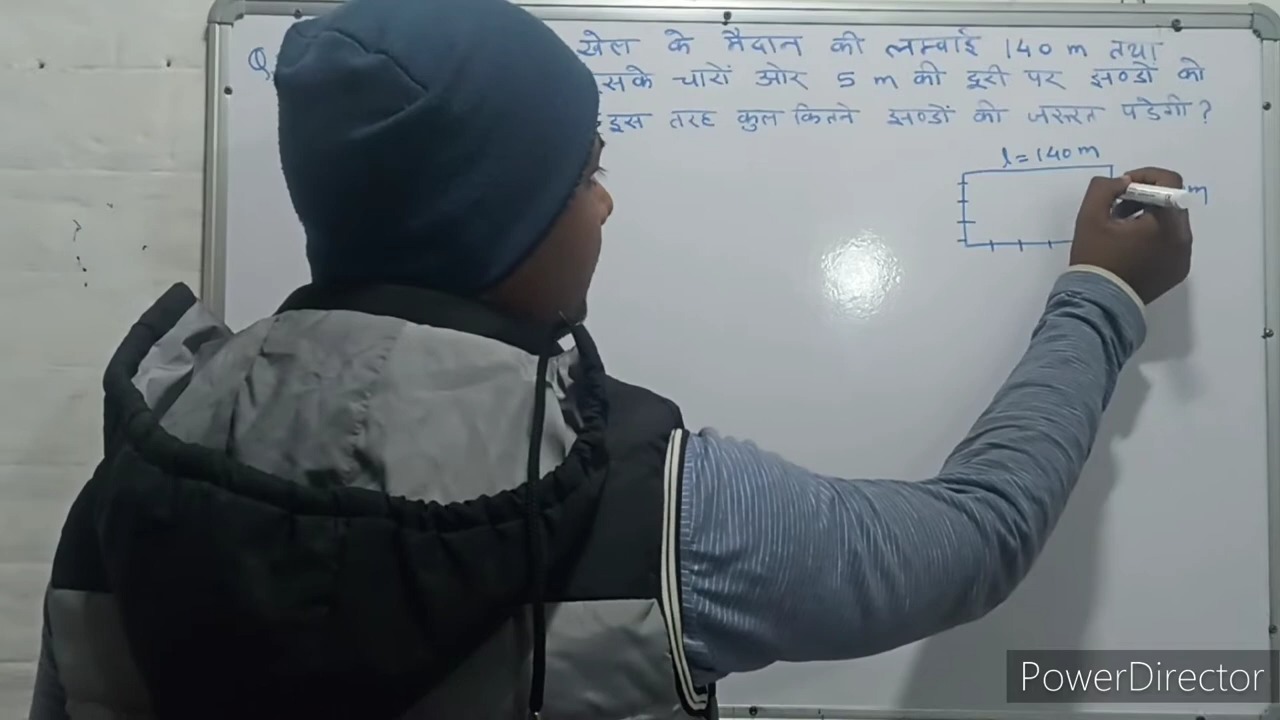 Q.
खेल के मैदान की लम्बाई 140 m तथा
सके चारों ओर 5 m की दूरी पर झण्डो को
इस तरह कुल कितने झण्डों की जरूरत पडेगी ?
l = 140 m
m
PowerDirector